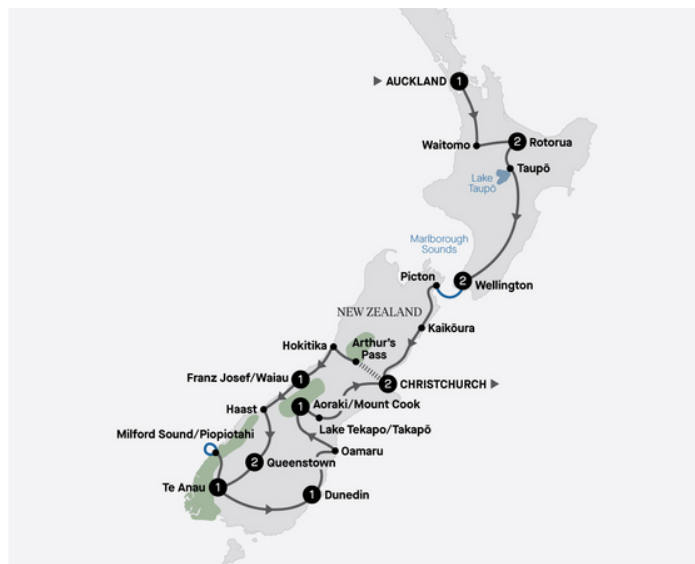 AUCKLAND 1
Waitomo
2 Rotorua
Taupō
Lake
Taupō
Marlborough
Sounds
Picton
2 Wellington
NEW ZEALAND
Kaikōura
Hokitika
Arthur's
Pass
Franz Josef/Waiau 1
2 CHRISTCHURCH
1 Aoraki/Mount Cook
Haast
Lake Tekapo/Takapō
Milford Sound/Piopiotahi
Oamaru
2 Queenstown
Te Anau 1
1 Dunedin